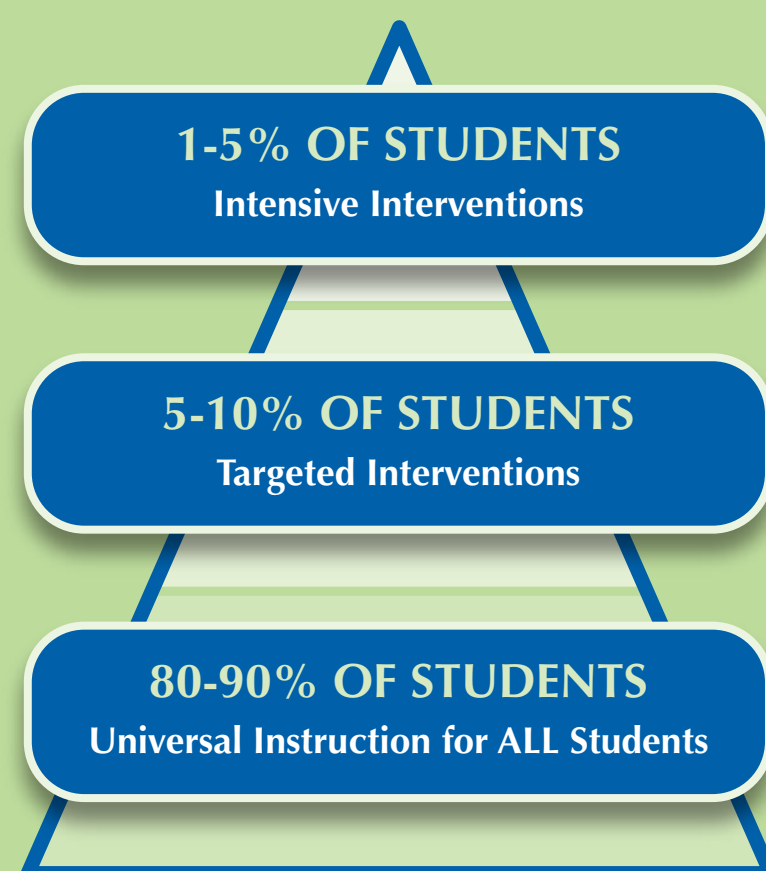 1-5% OF STUDENTS
Intensive Interventions
5-10% OF STUDENTS
Targeted Interventions
80-90% OF STUDENTS
Universal Instruction for ALL Students